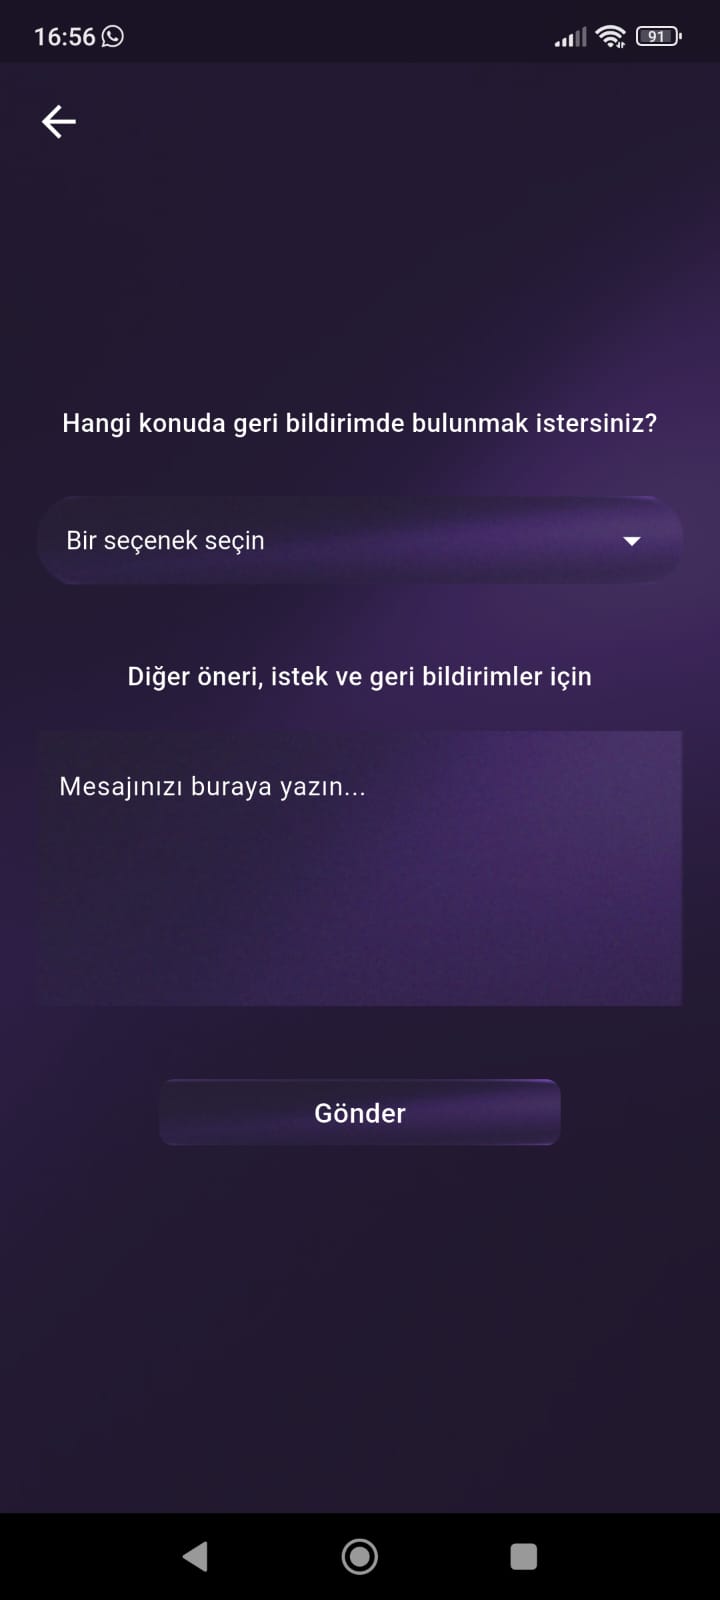 16:56
91
Hangi konuda geri bildirimde bulunmak istersiniz?
Bir seçenek seçin
Diğer öneri, istek ve geri bildirimler için
Mesajınızı buraya yazın...
Gönder